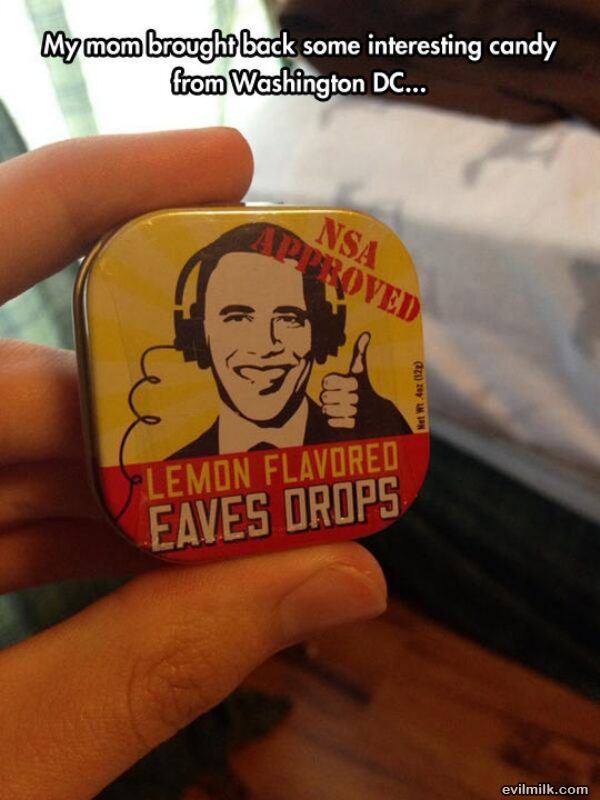 My mom brought back some interesting candy
from Washington DC...
NSA
APPROVED
Net Wt .4oz (12g)
LEMON FLAVORED
EAVES DROPS
evilmilk.com